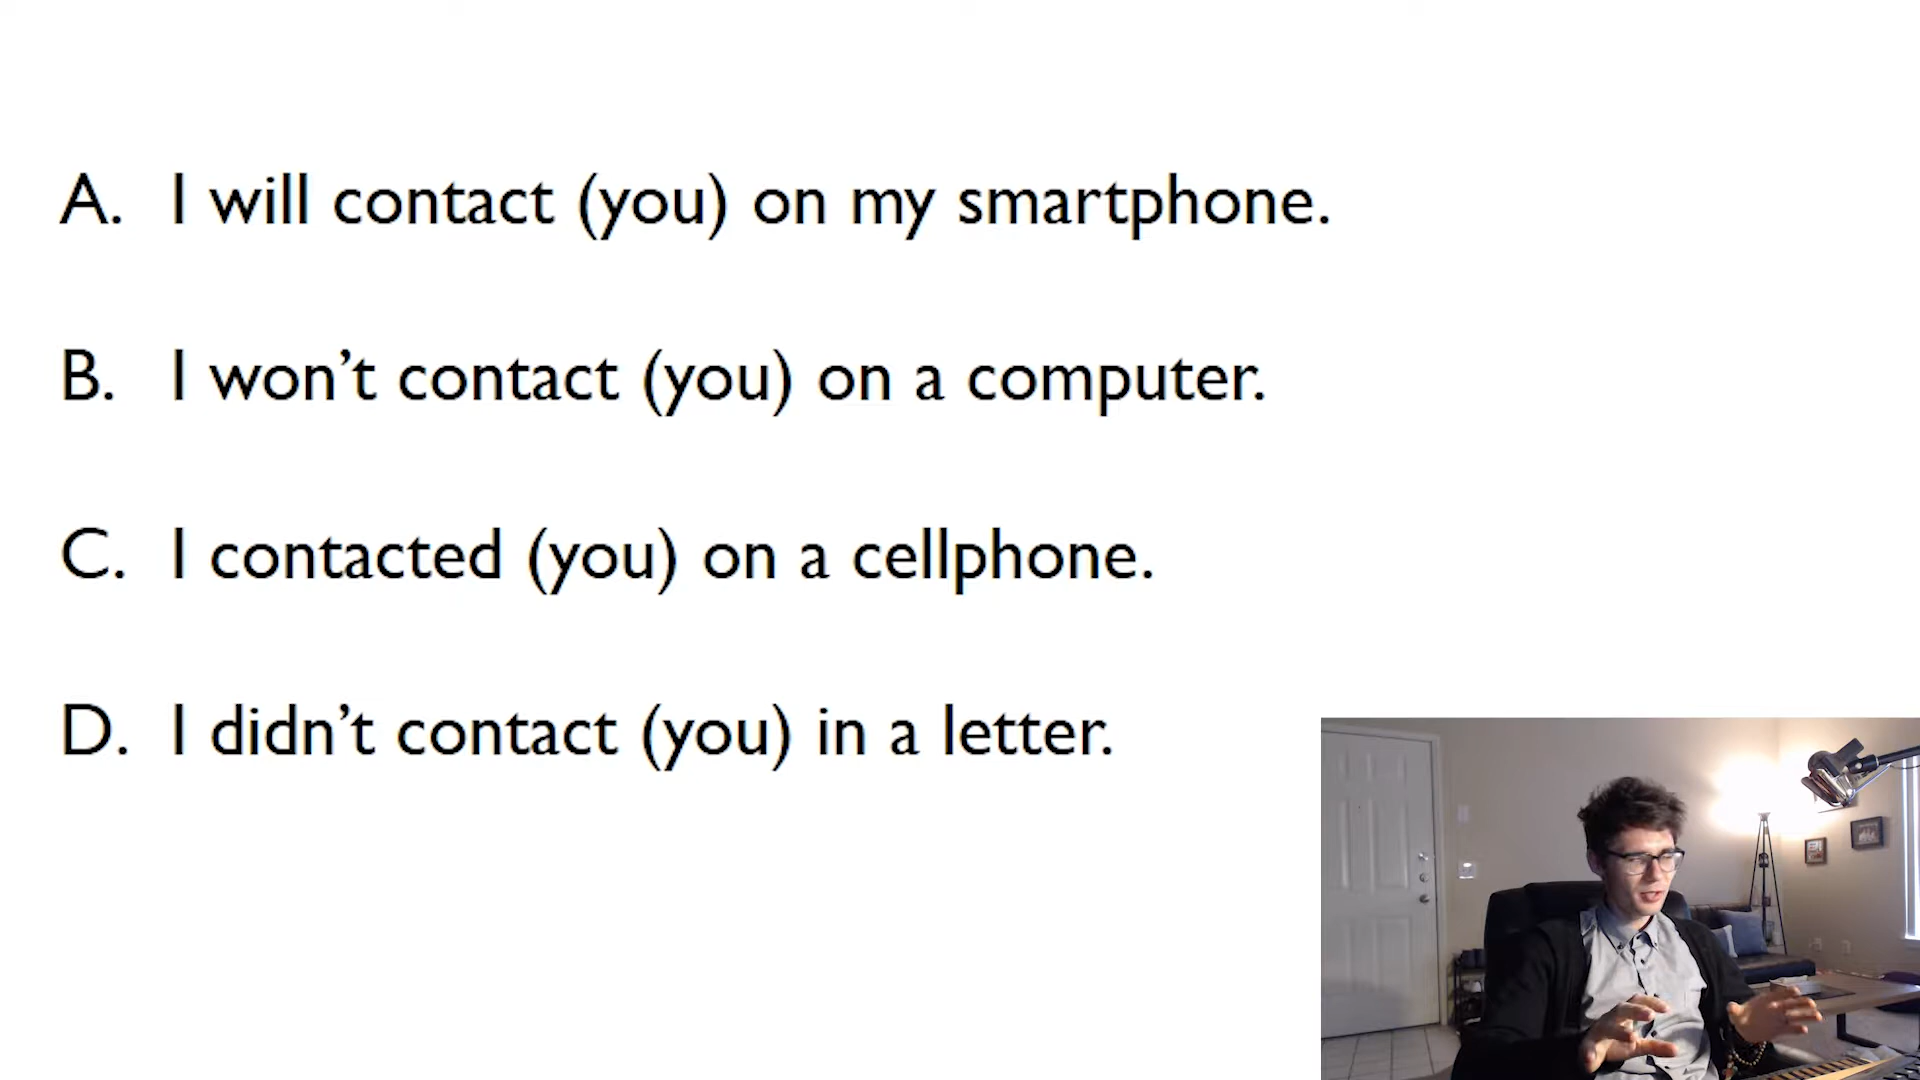 A. I will contact (you) on my smartphone.
B. I won’t contact (you) on a computer.
C. I contacted (you) on a cellphone.
D. I didn’t contact (you) in a letter.